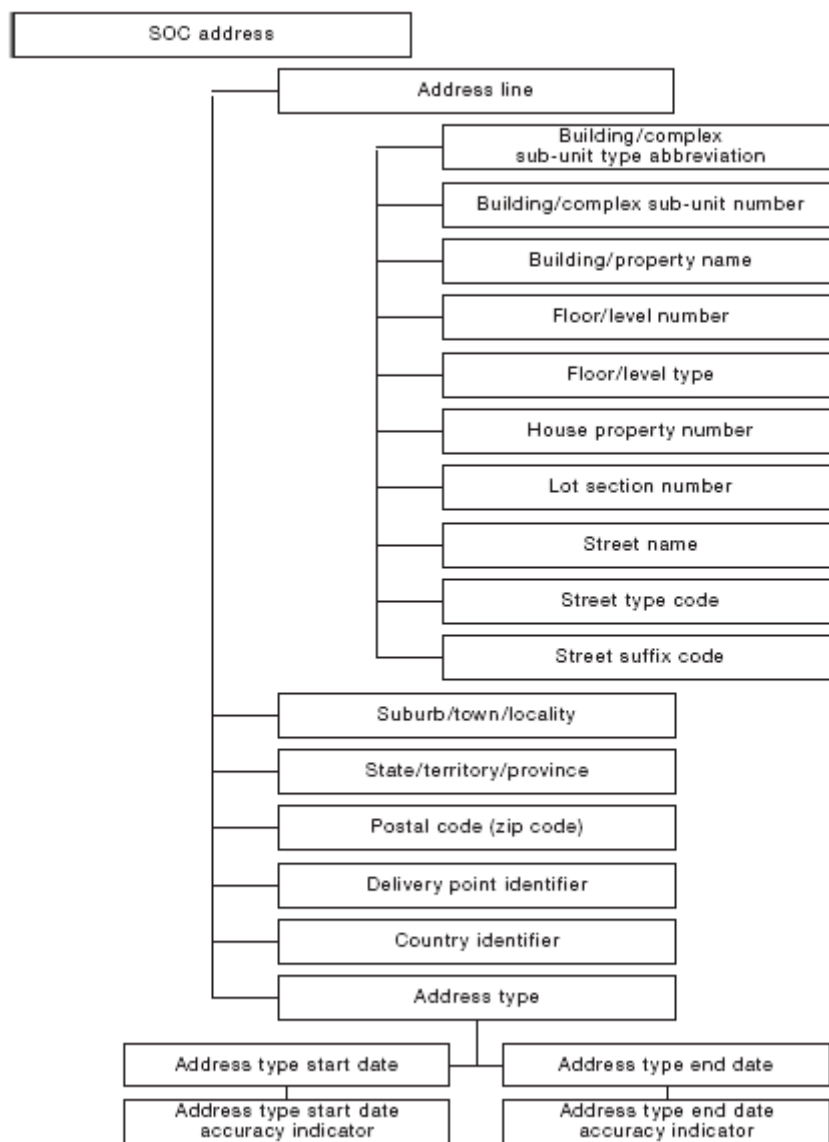 SOC address
Address line
Building/complex
sub-unit type abbreviation
Building/complex sub-unit number
Building/property name
Floor/level number
Floor/level type
House property number
Lot section number
Street name
Street type code
Street suffix code
Suburb/town/locality
State/territory/province
Postal code (zip code)
Delivery point identifier
Country identifier
Address type
Address type start date
Address type end date
Address type start date
accuracy indicator
Address type end date
accuracy indicator